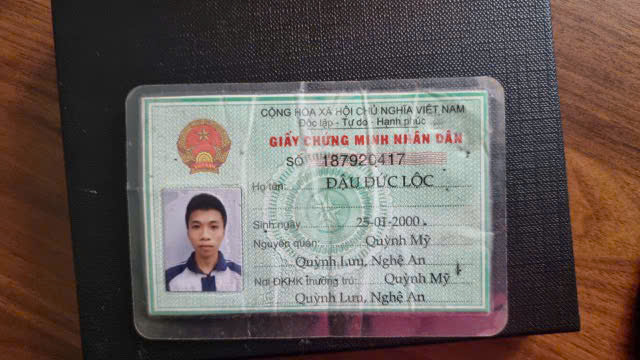 CỘNG HÒA XÃ HỘI CHỦ NGHĨA VIỆT NAM
Độc lập - Tự do - Hạnh phúc
GIẤY CHỨNG MINH NHÂN DÂN
SỐ 187920417
Họ tên: ĐẬU ĐỨC LỘC
Sinh ngày 25-01-2000
Nguyên quán: Quỳnh Mỹ
Quỳnh Lưu, Nghệ An
Nơi ĐKHK thường trú: Quỳnh Mỹ
Quỳnh Lưu, Nghệ An